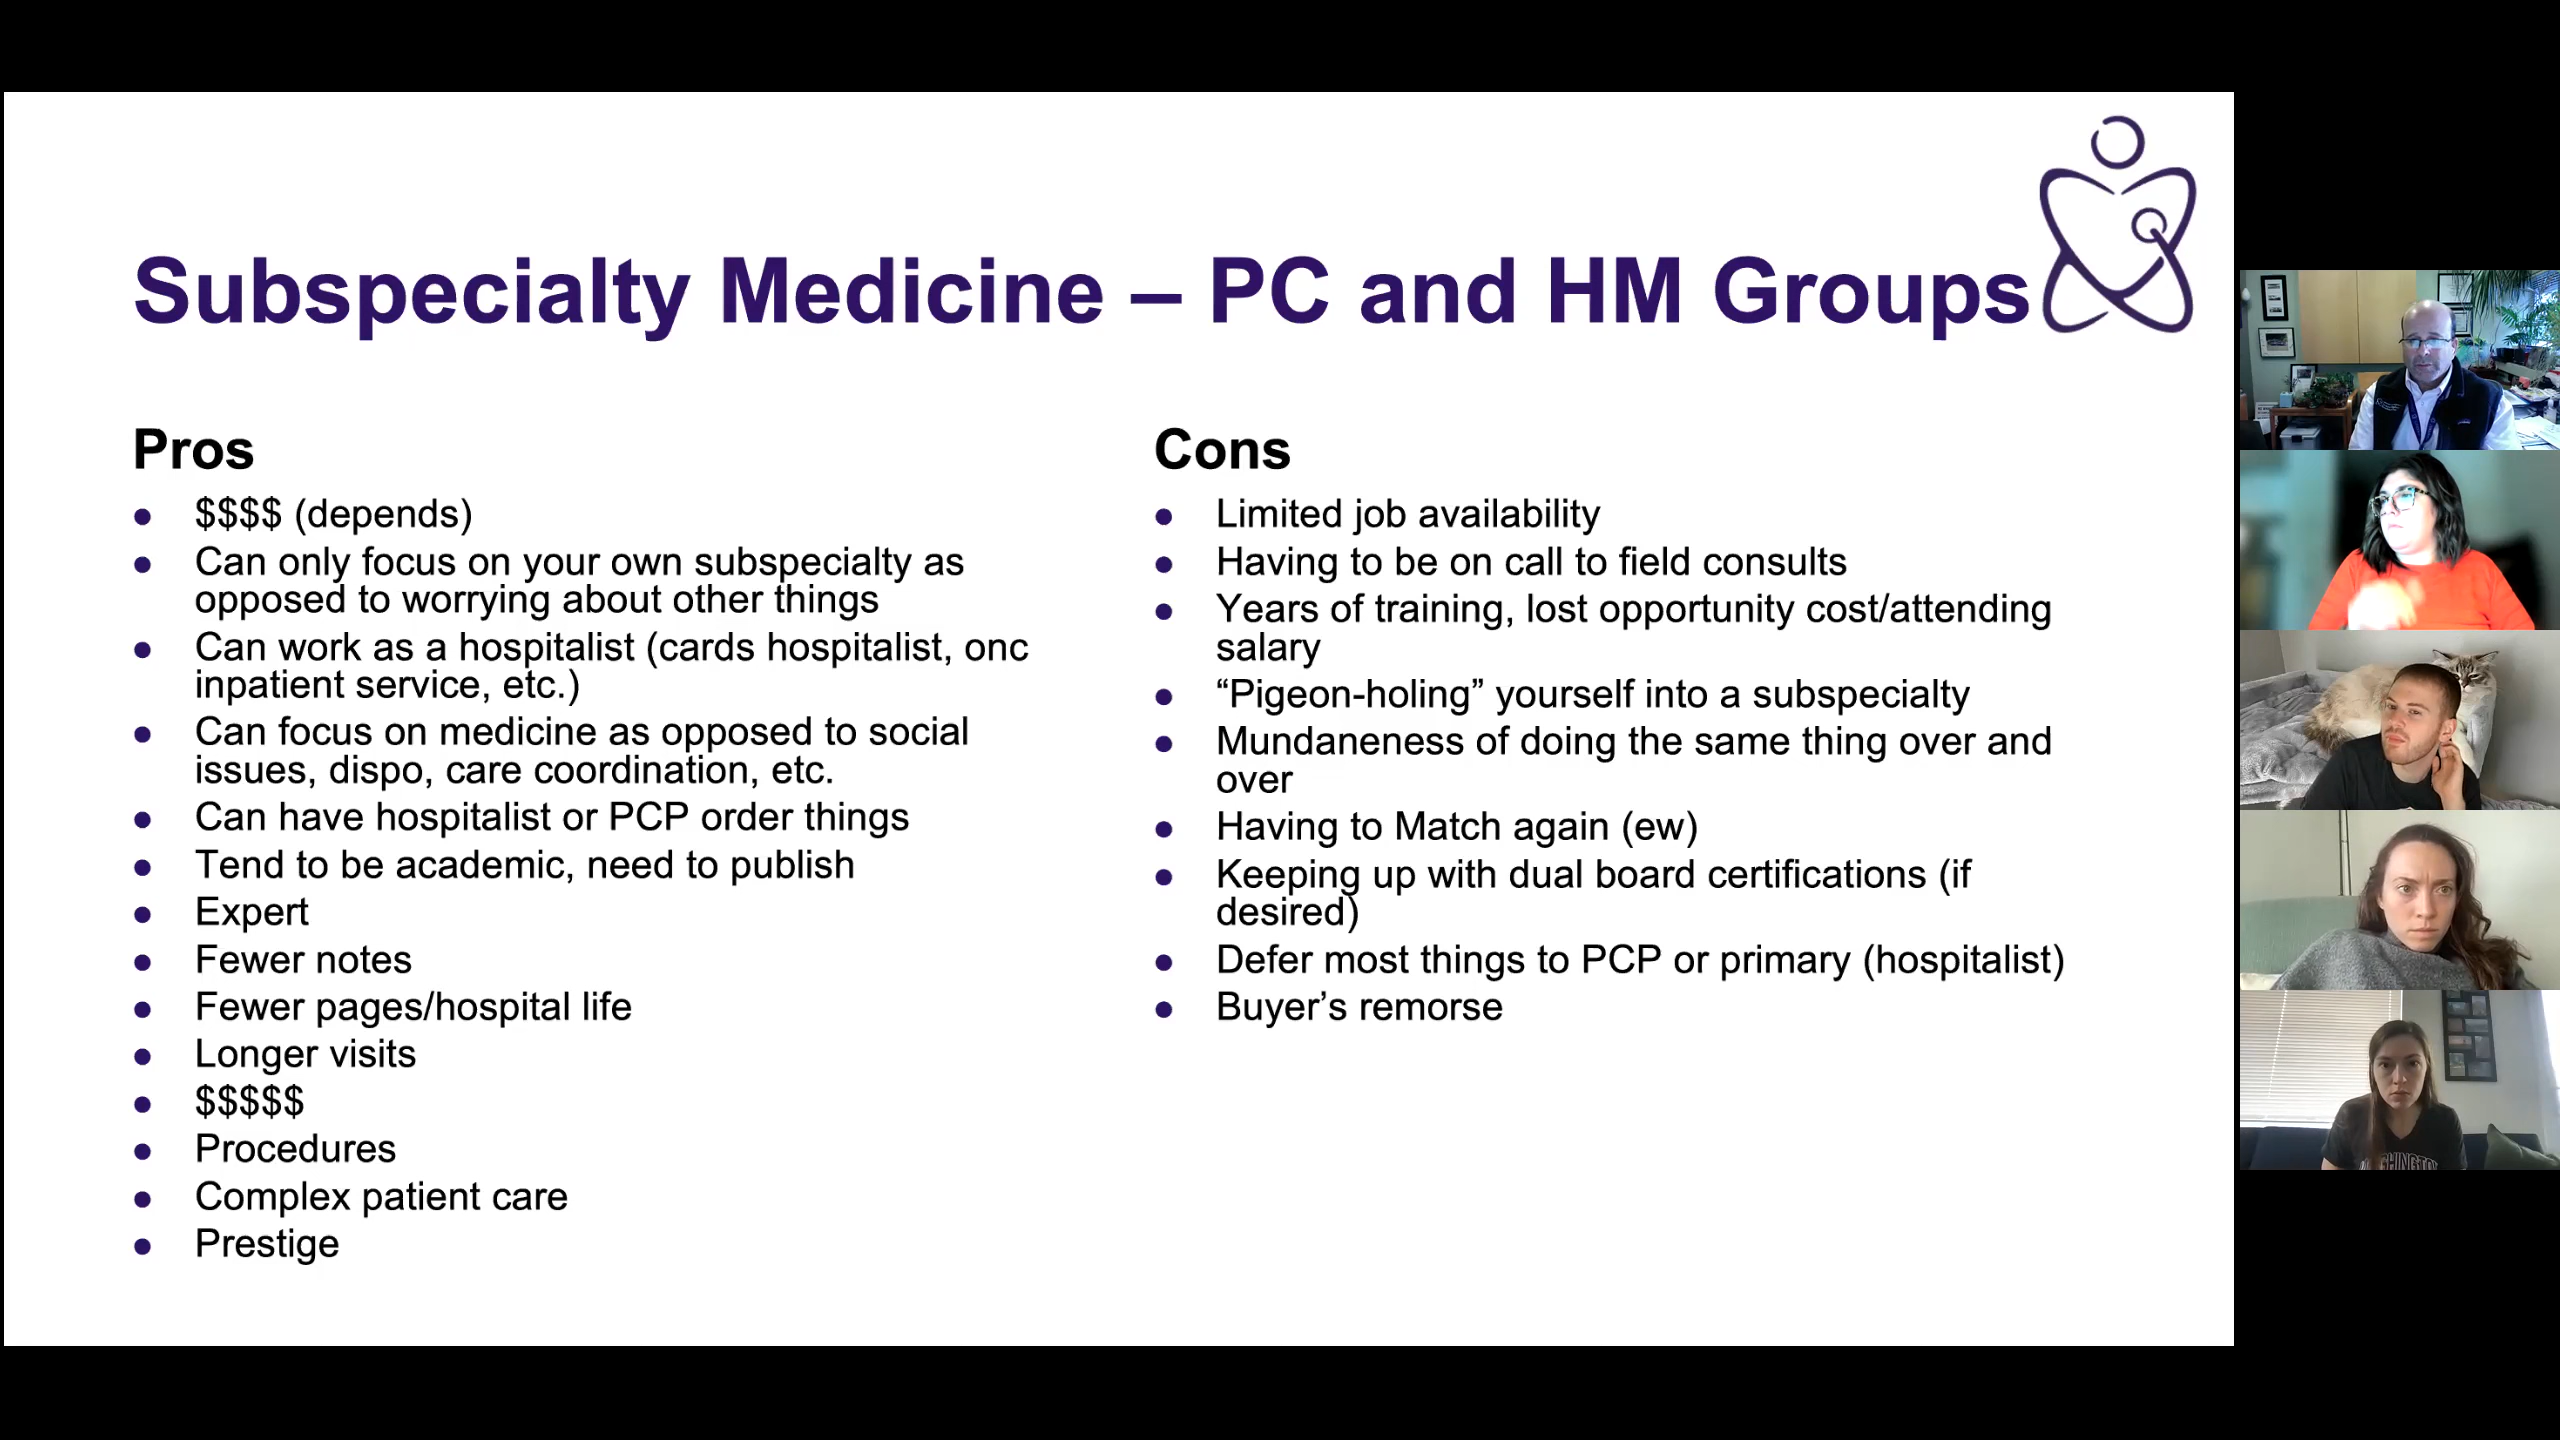 Subspecialty Medicine – PC and HM Groups
Pros
$$$$ (depends)
Can only focus on your own subspecialty as
opposed to worrying about other things
Can work as a hospitalist (cards hospitalist, onc
inpatient service, etc.)
Can focus on medicine as opposed to social
issues, dispo, care coordination, etc.
Can have hospitalist or PCP order things
Tend to be academic, need to publish
Expert
Fewer notes
Fewer pages/hospital life
Longer visits
$$$$$
Procedures
Complex patient care
Prestige
Cons
Limited job availability
Having to be on call to field consults
Years of training, lost opportunity cost/attending
salary
“Pigeon-holing” yourself into a subspecialty
Mundaneness of doing the same thing over and
over
Having to Match again (ew)
Keeping up with dual board certifications (if
desired)
Defer most things to PCP or primary (hospitalist)
Buyer’s remorse